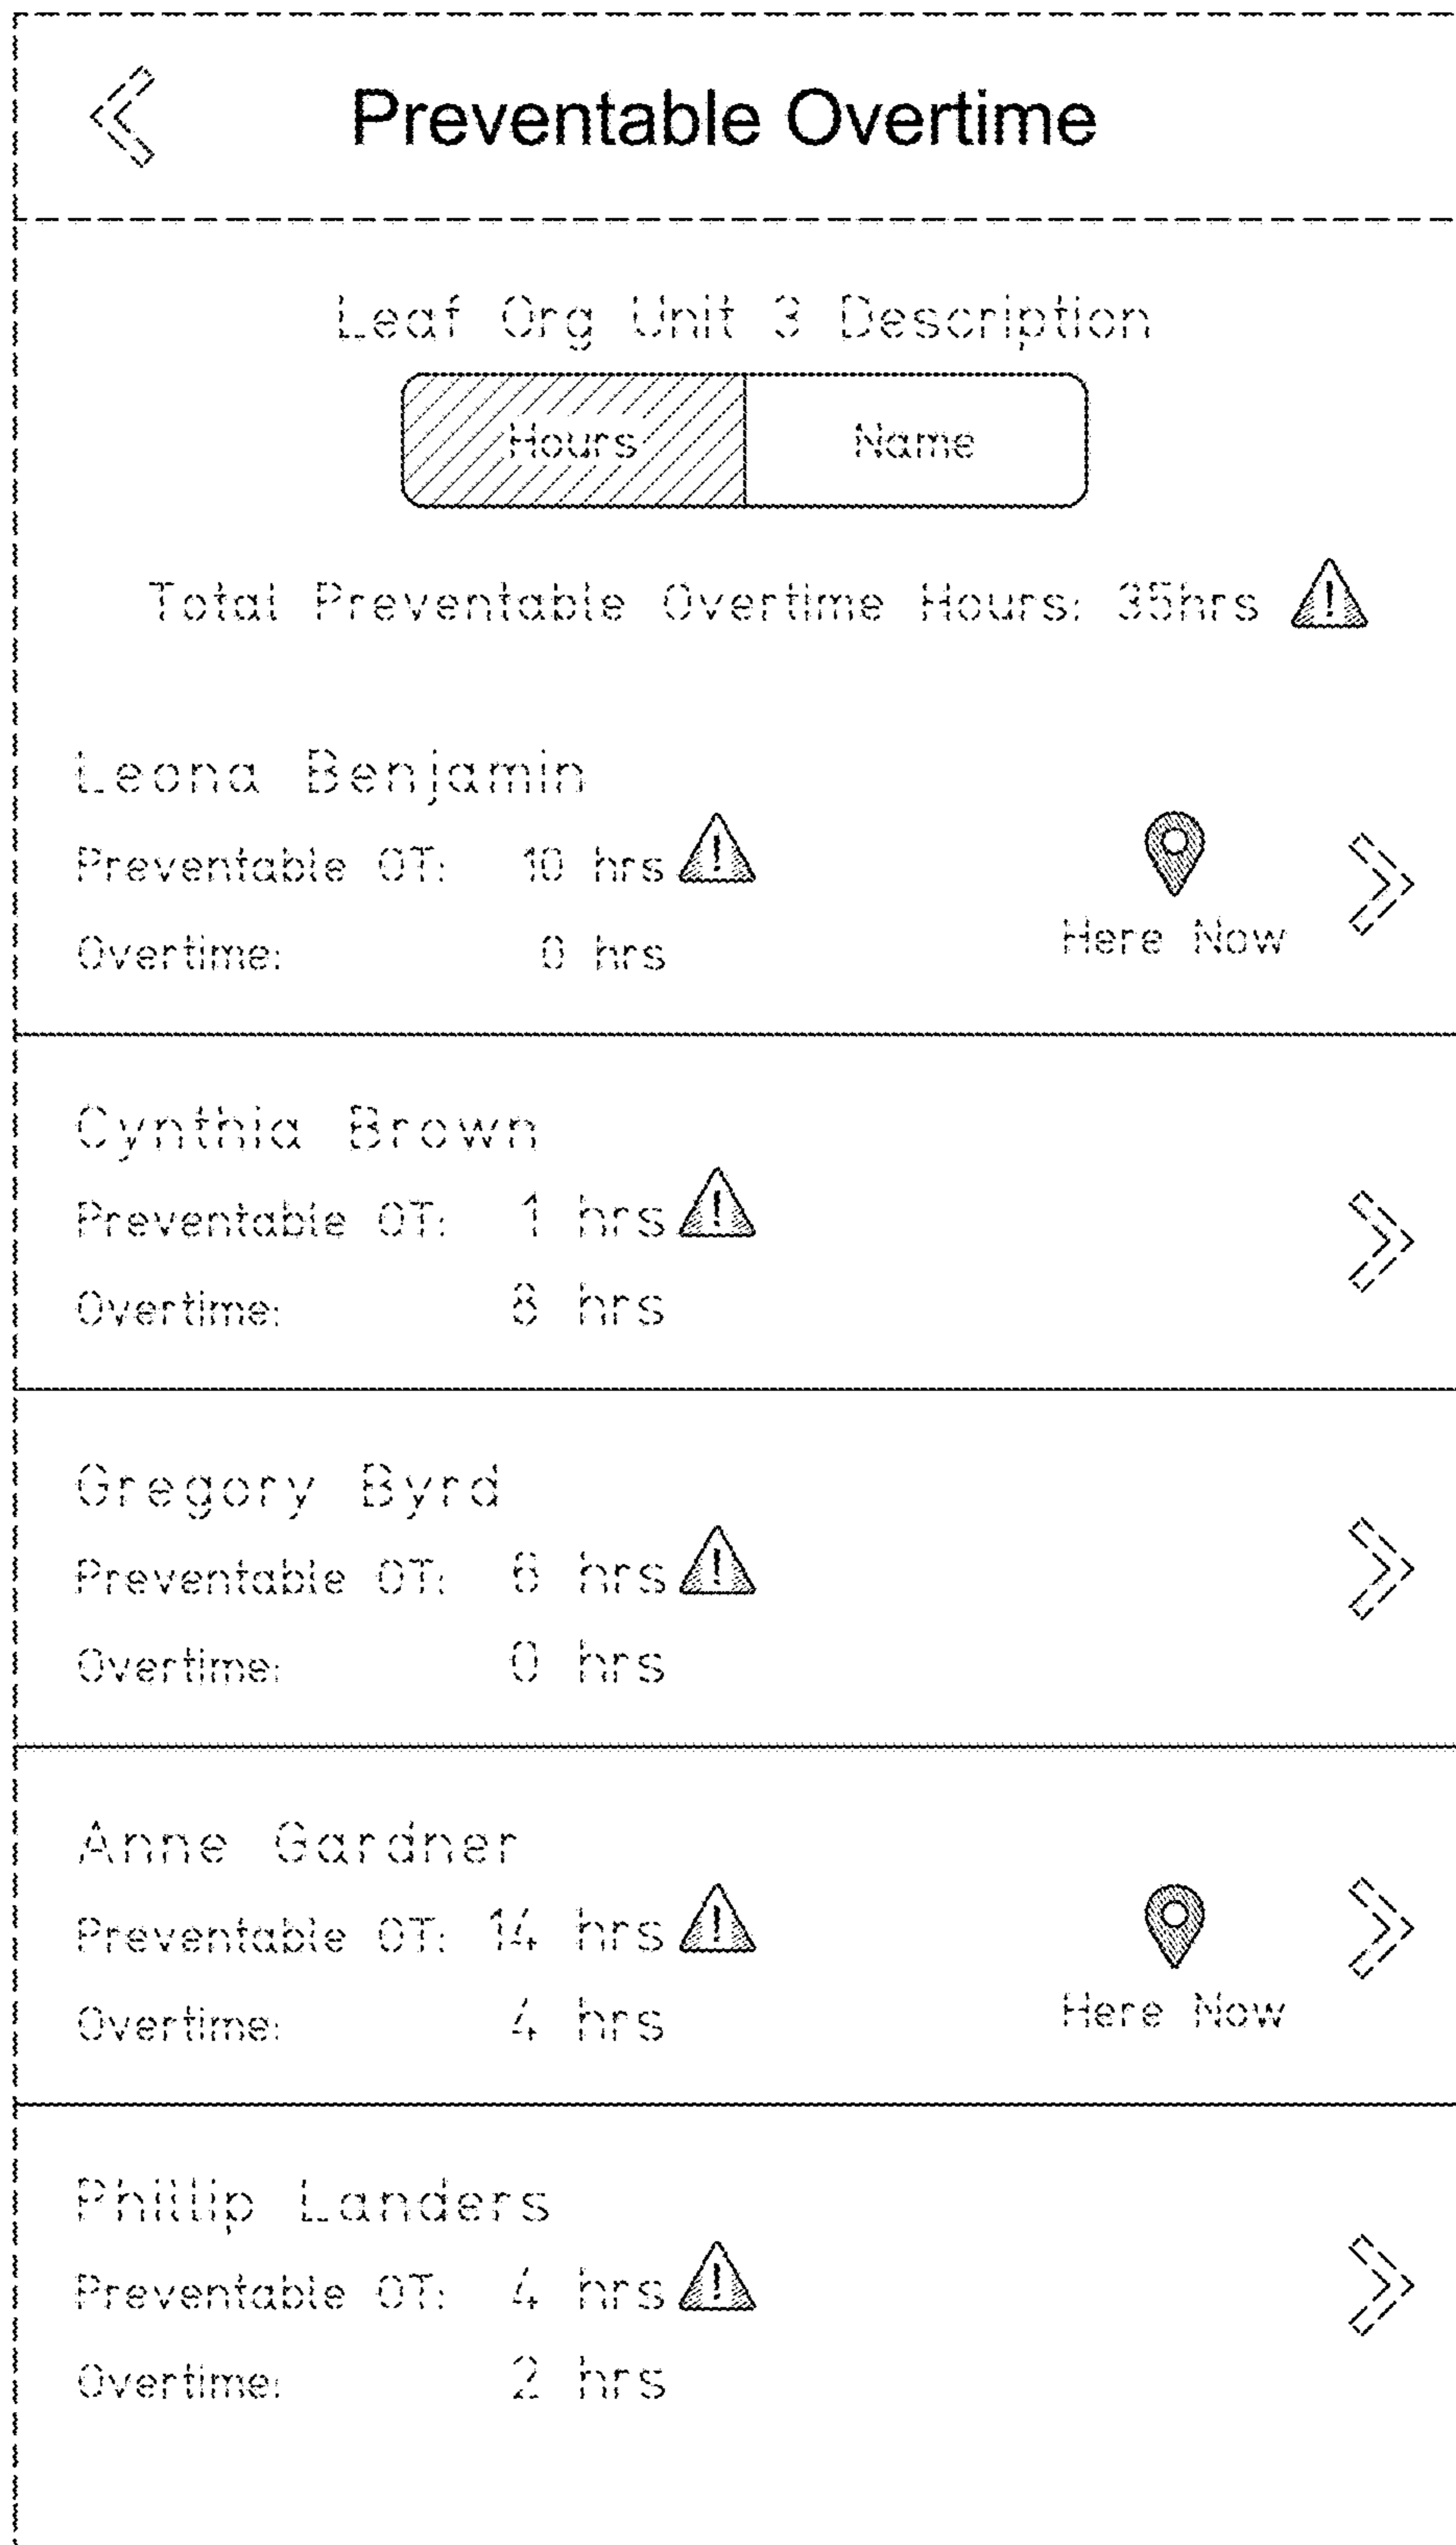 Preventable Overtime
Leaf Org Unit 3 Description
Hours Name
Total Preventable Overtime Hours: 35hrs
Leona Benjamin
Preventable OT: 10 hrs
Here Now
Overtime: 0 hrs
Cynthia Brown
Preventable OT: 1 hrs
Overtime: 8 hrs
Gregory Byrd
Preventable OT: 6 hrs
Overtime: 0 hrs
Anne Gardner
Preventable OT: 14 hrs
Here Now
Overtime: 4 hrs
Phillip Landers
Preventable OT: 4 hrs
Overtime: 2 hrs